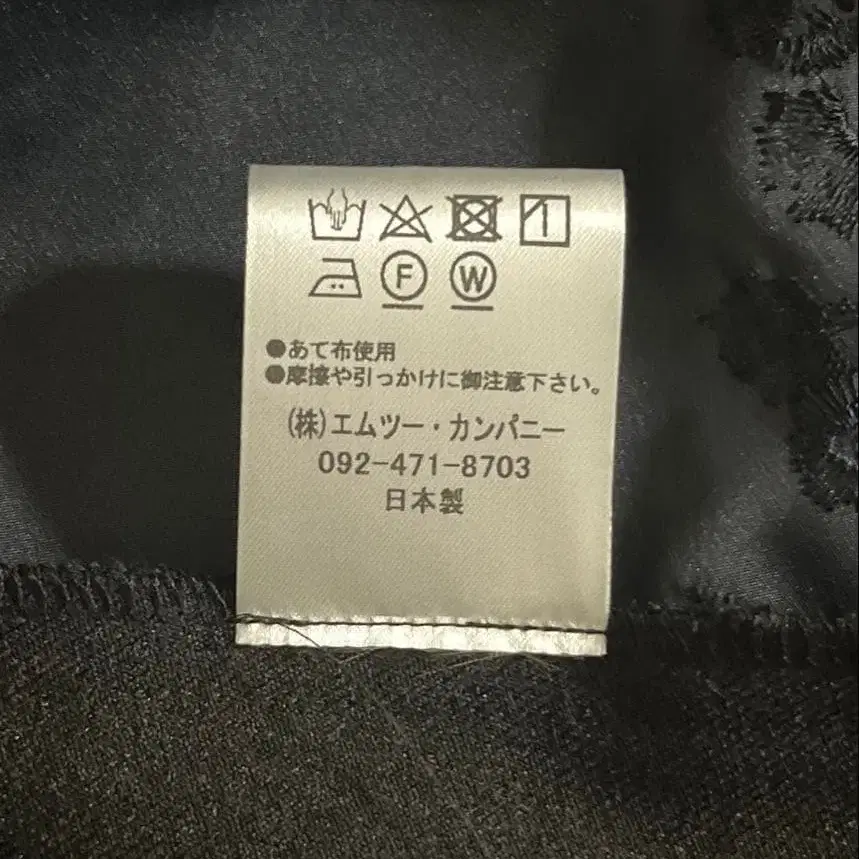 F W
●あて布使用
●摩擦や引っかけに御注意下さい。
(株)エムツー・カンパニー
092-471-8703
日本製